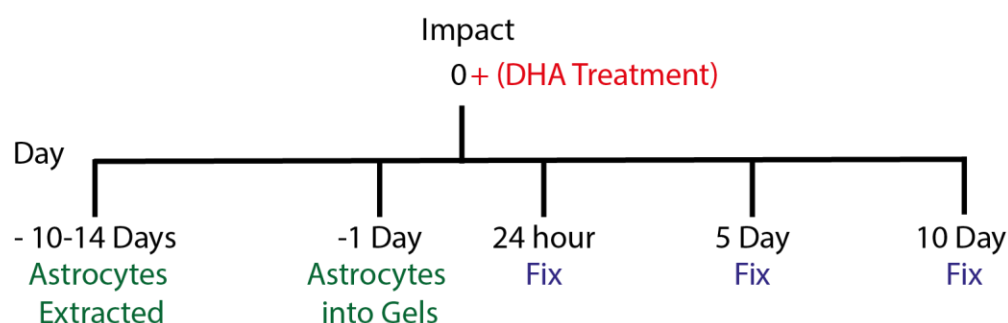 Impact
0+ (DHA Treatment)
Day
- 10-14 Days -1 Day 24 hour 5 Day 10 Day
Astrocytes Astrocytes Fix Fix Fix
Extracted into Gels